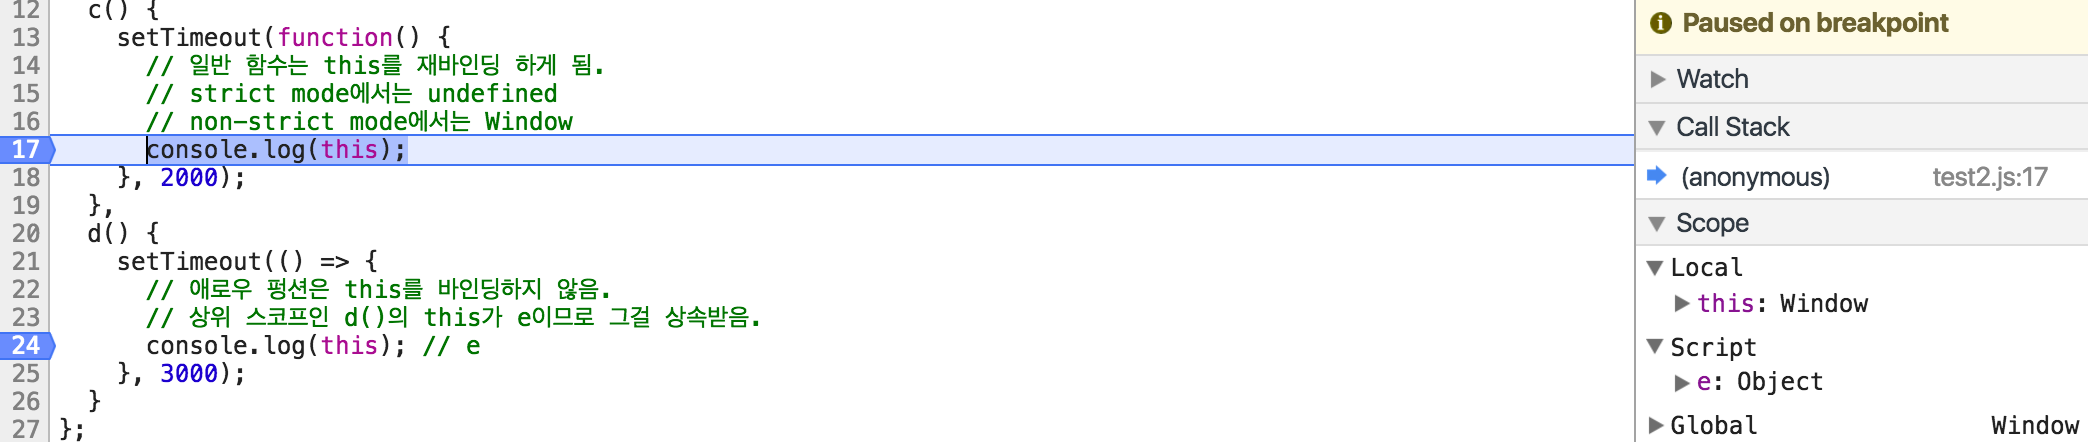 12 c() {
13 setTimeout(function() {
14 // 일반 함수는 this를 재바인딩 하게 됨.
15 // strict mode에서는 undefined
16 // non-strict mode에서는 Window
17 console.log(this);
18 }, 2000);
19 },
20 d() {
21 setTimeout(() => {
22 // 애로우 펑션은 this를 바인딩하지 않음.
23 // 상위 스코프인 d()의 this가 e이므로 그걸 상속받음.
24 console.log(this); // e
25 }, 3000);
26 }
27 };
Paused on breakpoint
Watch
Call Stack
(anonymous) test2.js:17
Scope
Local
this: Window
Script
e: Object
Global Window